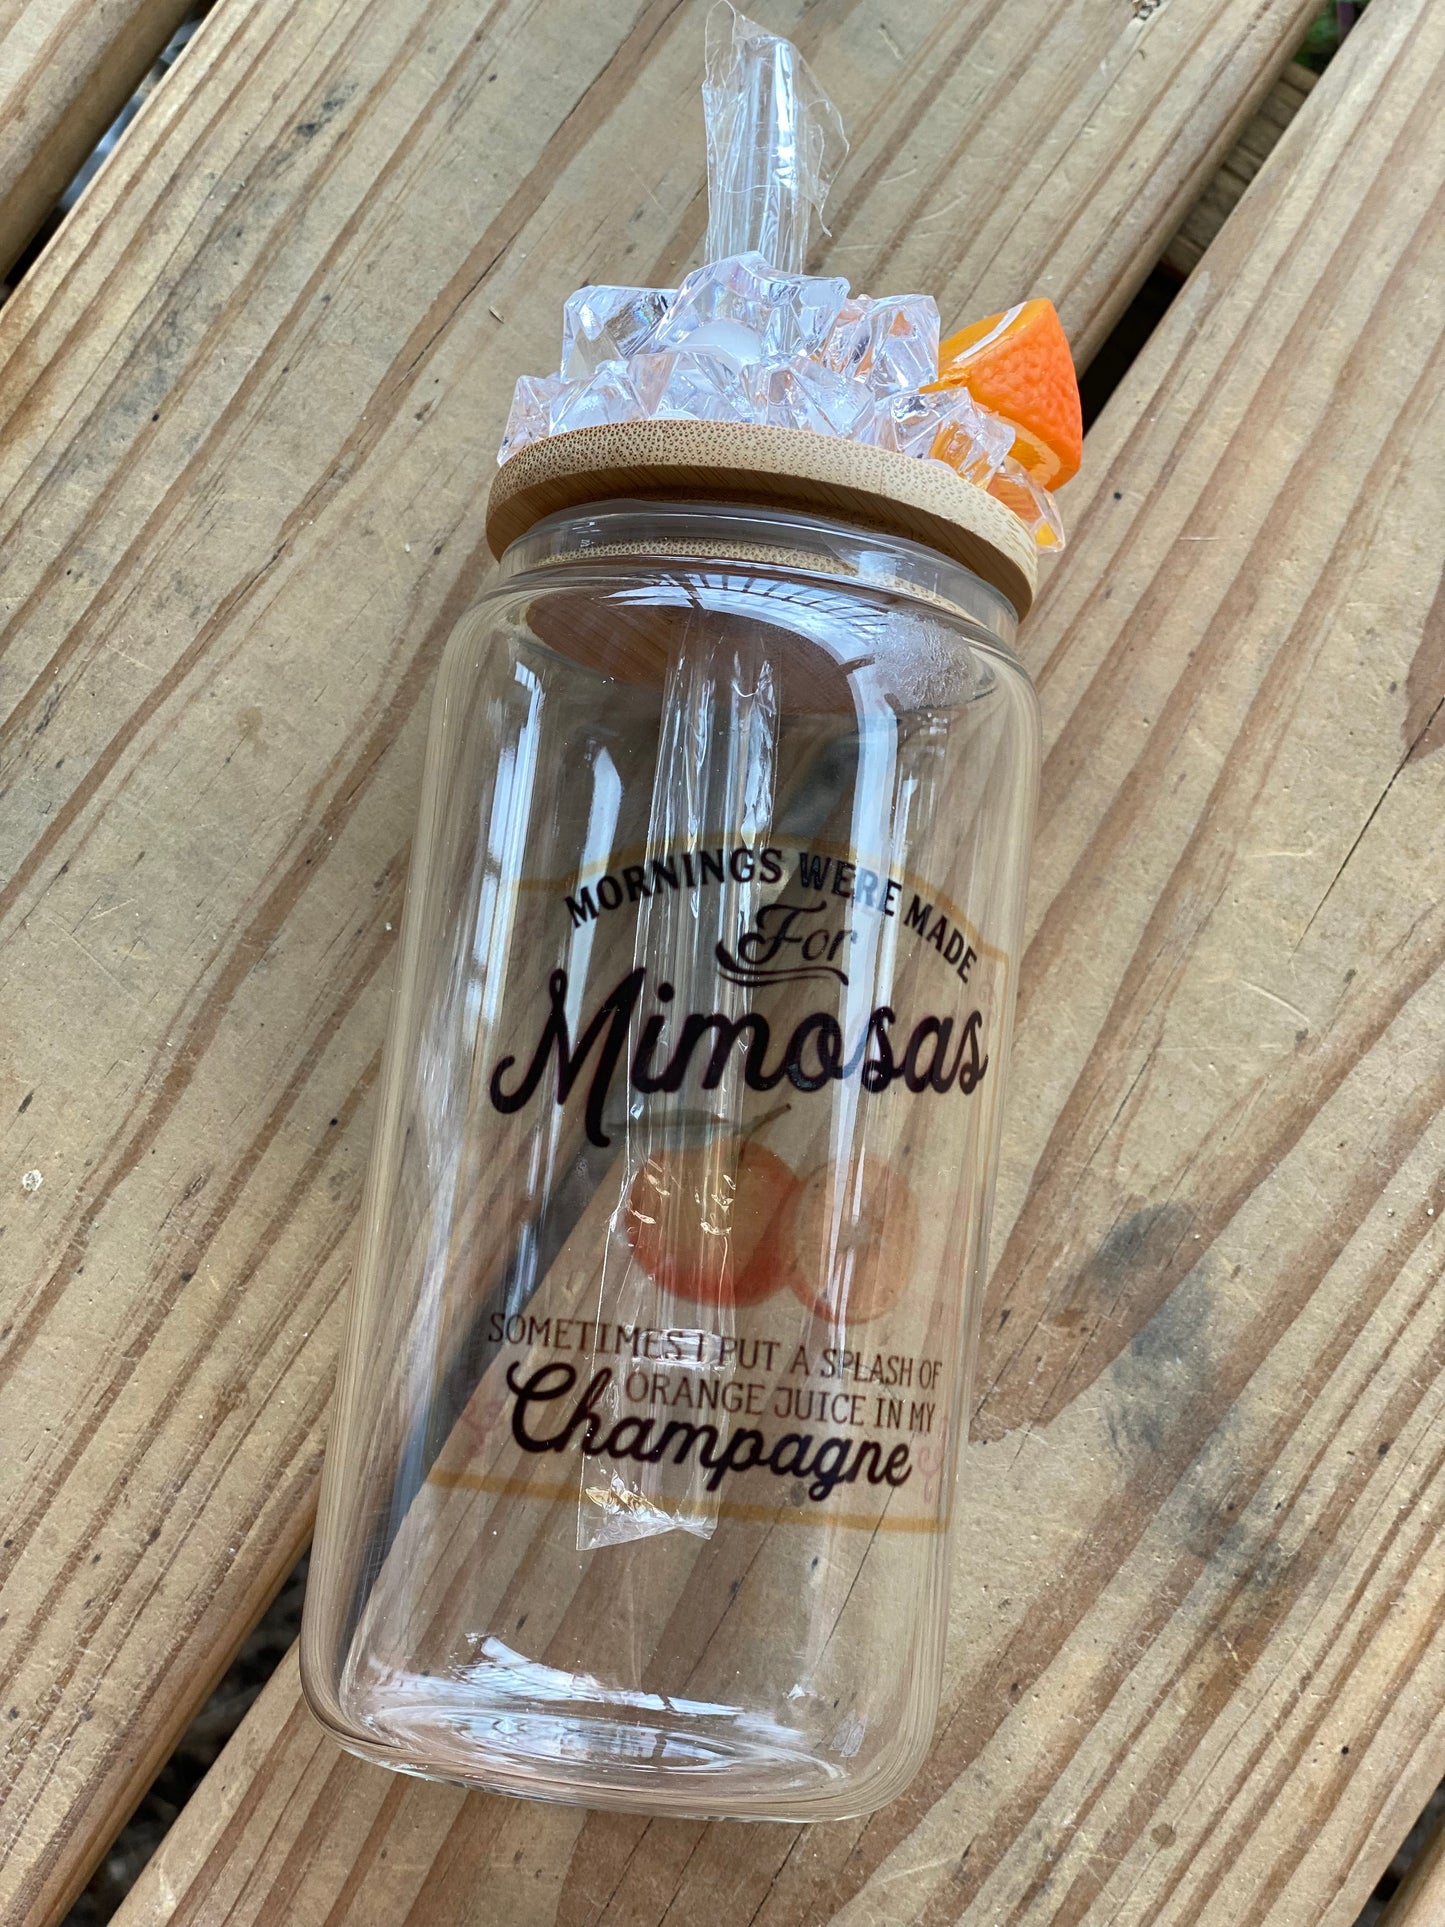 MORNINGS WERE MADE
For
Mimosas
SOMETIMES I PUT A SPLASH OF
ORANGE JUICE IN MY
Champagne